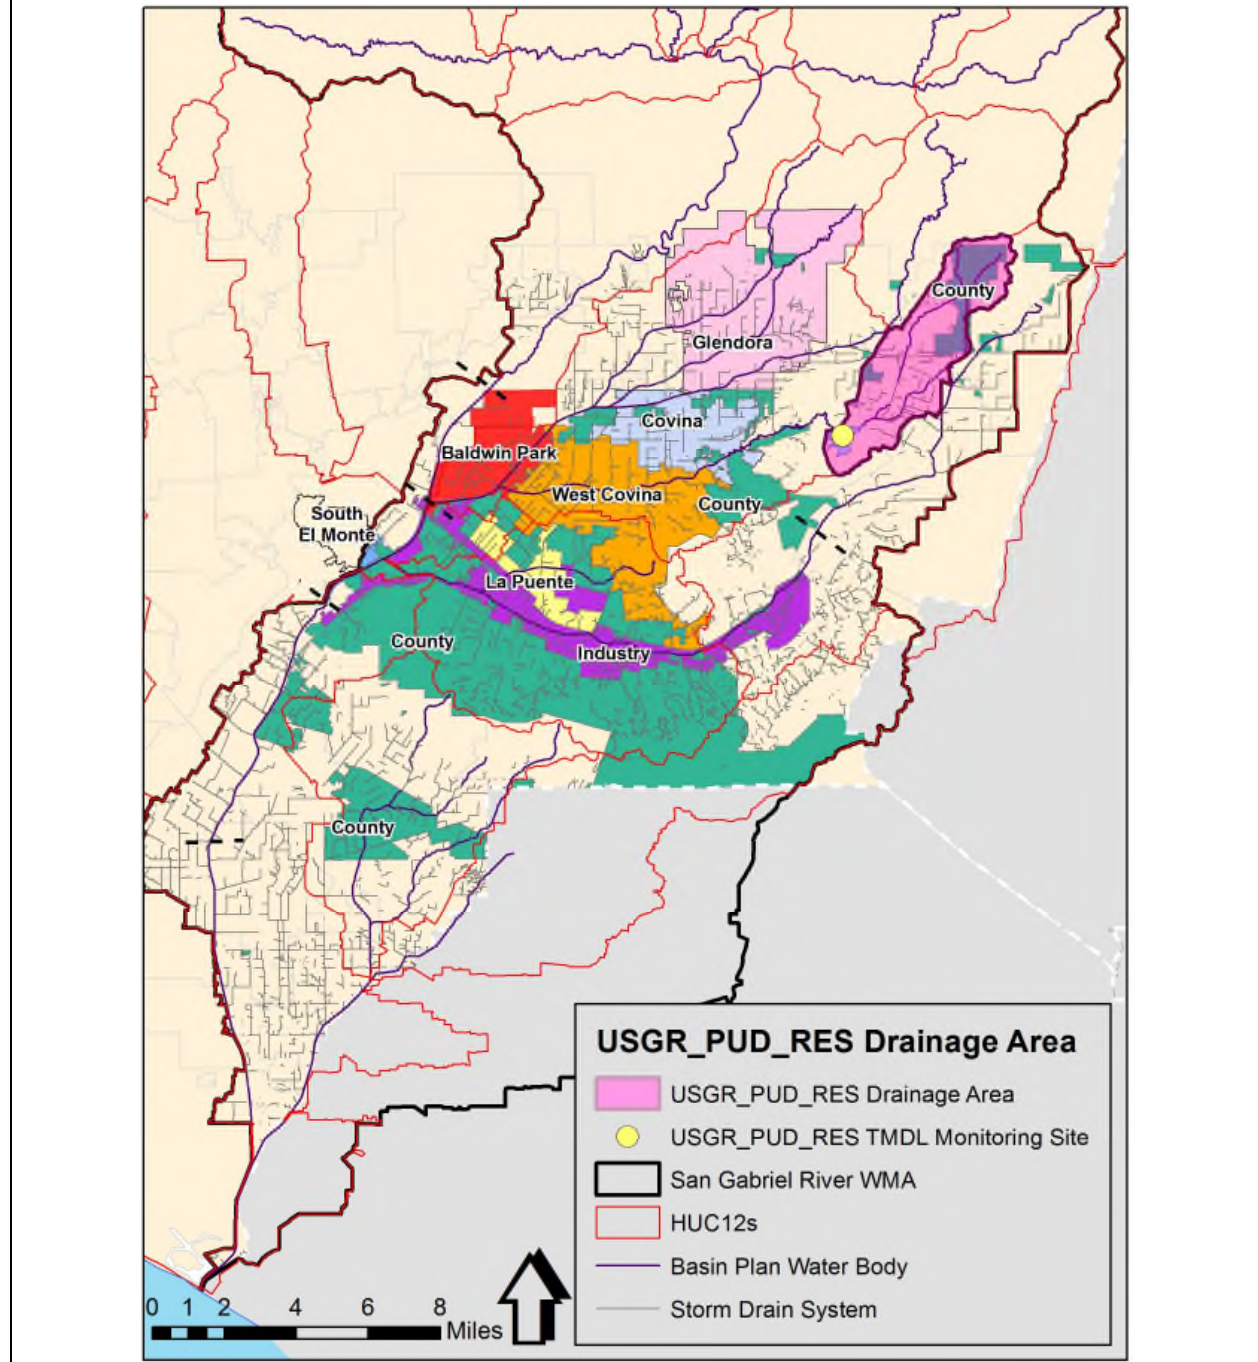 County
Glendora
Covina
Baldwin Park
West Covina
County
South
El Monte
La Puente
County
Industry
County
USGR_PUD_RES Drainage Area
USGR_PUD_RES Drainage Area
USGR_PUD_RES TMDL Monitoring Site
San Gabriel River WMA
HUC12s
Basin Plan Water Body
Storm Drain System
0 1 2 4 6 8
Miles